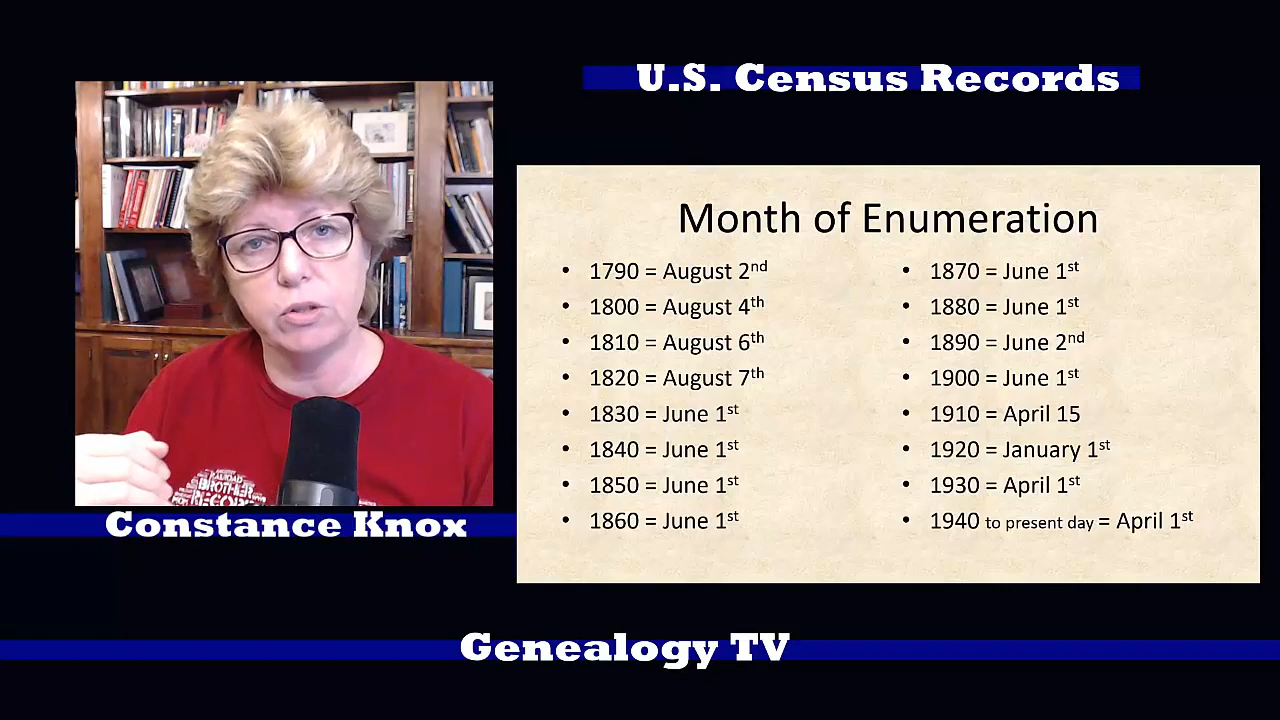 U.S. Census Records
Month of Enumeration
• 1790 = August 2nd
• 1800 = August 4th
• 1810 = August 6th
• 1820 = August 7th
• 1830 = June 1st
• 1840 = June 1st
• 1850 = June 1st
• 1860 = June 1st
• 1870 = June 1st
• 1880 = June 1st
• 1890 = June 2nd
• 1900 = June 1st
• 1910 = April 15
• 1920 = January 1st
• 1930 = April 1st
• 1940 to present day = April 1st
RAILROAD
BROTHER
RECORD
Constance Knox
Genealogy TV